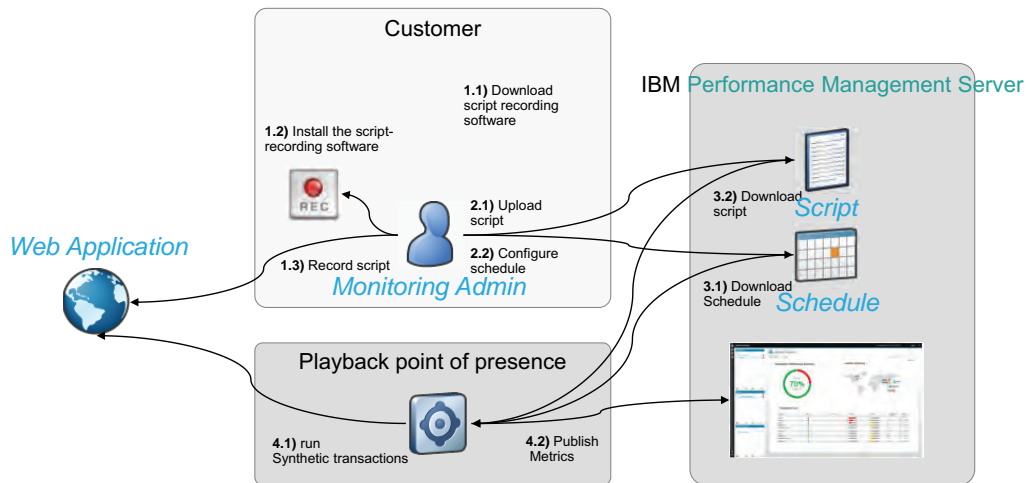 Customer
IBM Performance Management Server
1.1) Download
script recording
software
1.2) Install the script-
recording software
REC
2.1) Upload
script
3.2) Download
script
Script
Web Application
1.3) Record script
2.2) Configure
schedule
Monitoring Admin
3.1) Download
Schedule
Schedule
Playback point of presence
78%
4.1) run
Synthetic transactions
4.2) Publish
Metrics